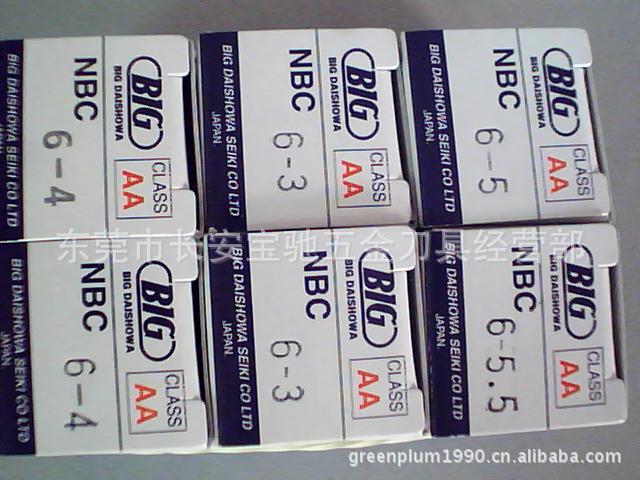 BIG
BIG DAISHOWA
CLASS
AA
NBC
6-4
BIG DAISHOWA SEIKI CO LTD
BIG
BIG DAISHOWA
CLASS
AA
NBC
6-3
BIG DAISHOWA SEIKI CO LTD
JAPAN.
BIG
BIG DAISHOWA
CLASS
AA
NBC
6-5
BIG DAISHOWA SEIKI CO LTD
JAPAN.
东莞市长安宝驰五金刀具经营部
BIG
BIG DAISHOWA
CLASS
AA
NBC
6-4
BIG DAISHOWA SEIKI CO LTD
JAPAN.
BIG
BIG DAISHOWA
CLASS
AA
NBC
6-3
BIG DAISHOWA SEIKI CO LTD
JAPAN.
BIG
BIG DAISHOWA
CLASS
AA
NBC
6-5.5
BIG DAISHOWA SEIKI CO LTD
JAPAN.
greenplum1990.cn.alibaba.com